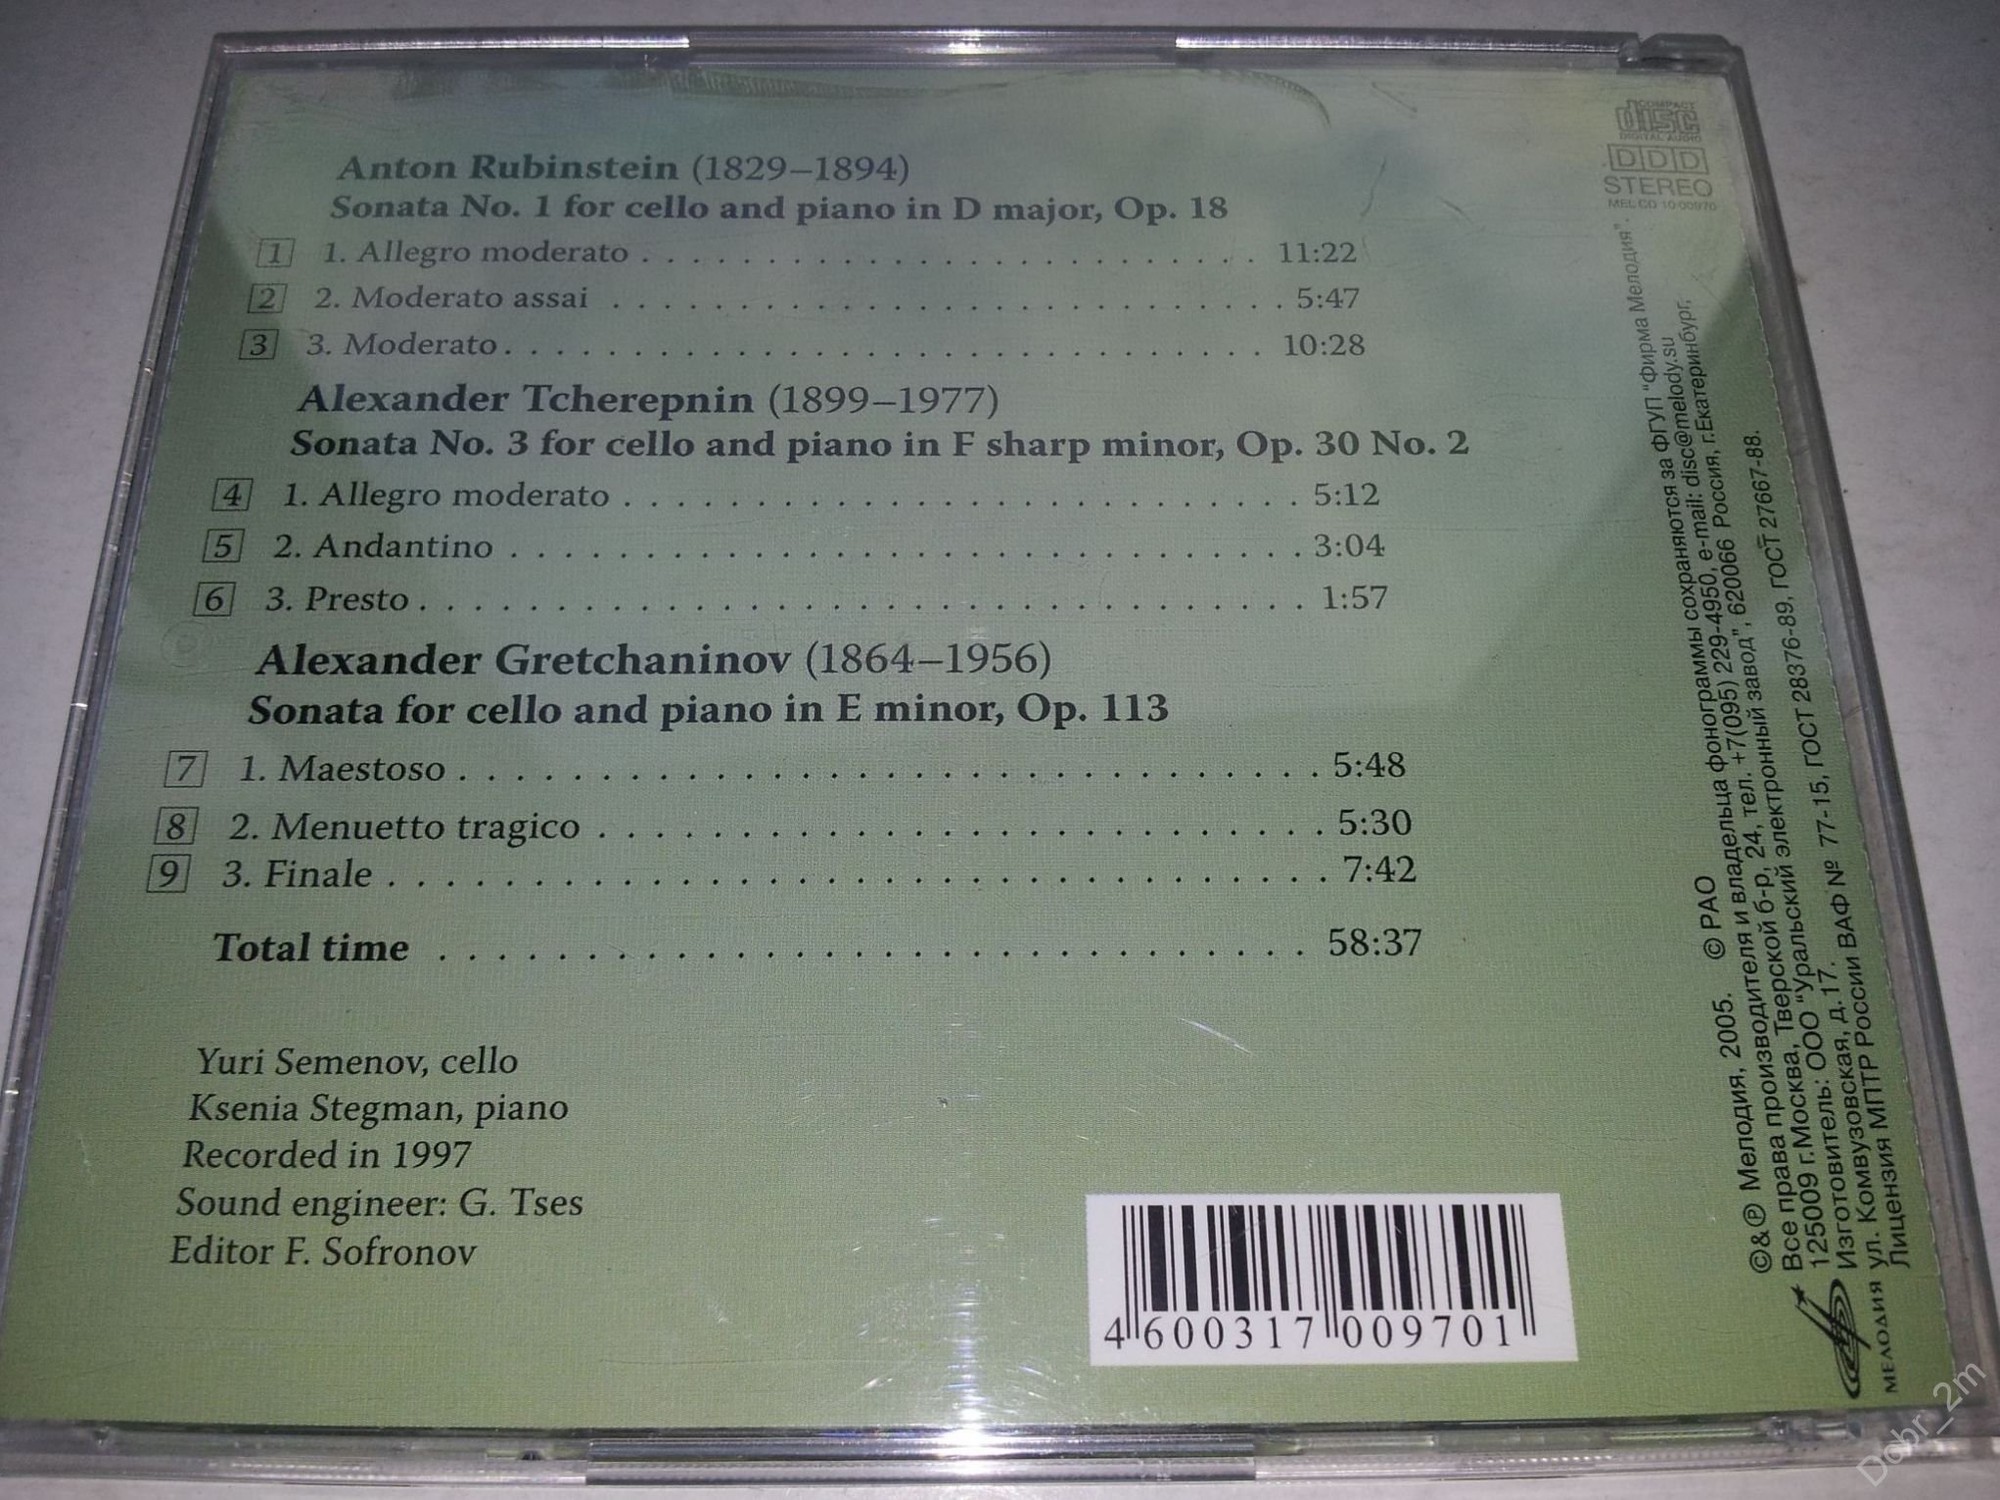 Anton Rubinstein (1829–1894)
Sonata No. 1 for cello and piano in D major, Op. 18
1 1. Allegro moderato . . . . . . . . . . . . . . . . . . . . . . . . . 11:22
2 2. Moderato assai . . . . . . . . . . . . . . . . . . . . . . . . . . . 5:47
3 3. Moderato . . . . . . . . . . . . . . . . . . . . . . . . . . . . 10:28
Alexander Tcherepnin (1899–1977)
Sonata No. 3 for cello and piano in F sharp minor, Op. 30 No. 2
4 1. Allegro moderato . . . . . . . . . . . . . . . . . . . . . . . . . 5:12
5 2. Andantino . . . . . . . . . . . . . . . . . . . . . . . . . . . . . 3:04
6 3. Presto . . . . . . . . . . . . . . . . . . . . . . . . . . . . . . . . 1:57
Alexander Gretchaninov (1864–1956)
Sonata for cello and piano in E minor, Op. 113
7 1. Maestoso . . . . . . . . . . . . . . . . . . . . . . . . . . . . . . 5:48
8 2. Menuetto tragico . . . . . . . . . . . . . . . . . . . . . . . . . 5:30
9 3. Finale . . . . . . . . . . . . . . . . . . . . . . . . . . . . . . . . 7:42
Total time . . . . . . . . . . . . . . . . . . . . . . . . . . . . 58:37
Yuri Semenov, cello
Ksenia Stegman, piano
Recorded in 1997
Sound engineer: G. Tses
Editor F. Sofronov
4 600317 009701
COMPACT
disc
DIGITAL AUDIO
DDD
STEREO
MEL CD 10 00970
©&℗ Мелодия, 2005. © РАО
Все права производителя и владельца фонограммы сохраняются за ФГУП "Фирма Мелодия".
125009 г.Москва, Тверской б-р, 24, тел. +7(095) 229-4950, e-mail: disc@melody.su
Изготовитель: ООО "Уральский электронный завод", 620066 Россия, г.Екатеринбург,
ул. Комвузовская, д.17.
Лицензия МПТР России ВАФ № 77-15, ГОСТ 28376-89, ГОСТ 27667-88.
МЕЛОДИЯ
Dobr_2m